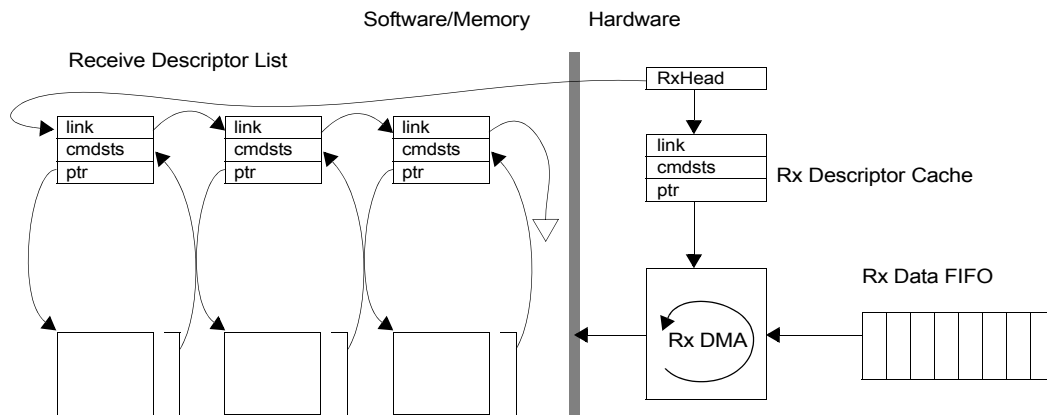 Software/Memory
Hardware
Receive Descriptor List
RxHead
link
cmdsts
ptr
link
cmdsts
ptr
link
cmdsts
ptr
link
cmdsts
ptr
Rx Descriptor Cache
Rx Data FIFO
Rx DMA